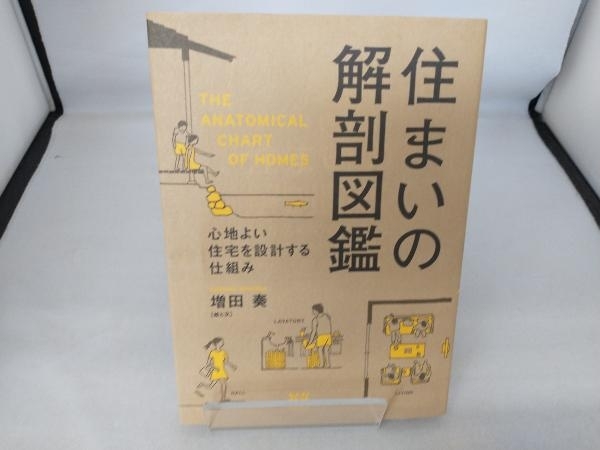 住まいの
解剖図鑑
THE
ANATOMICAL
CHART
OF HOMES
心地よい
住宅を設計する
仕組み
増田 奏
LAVATORY